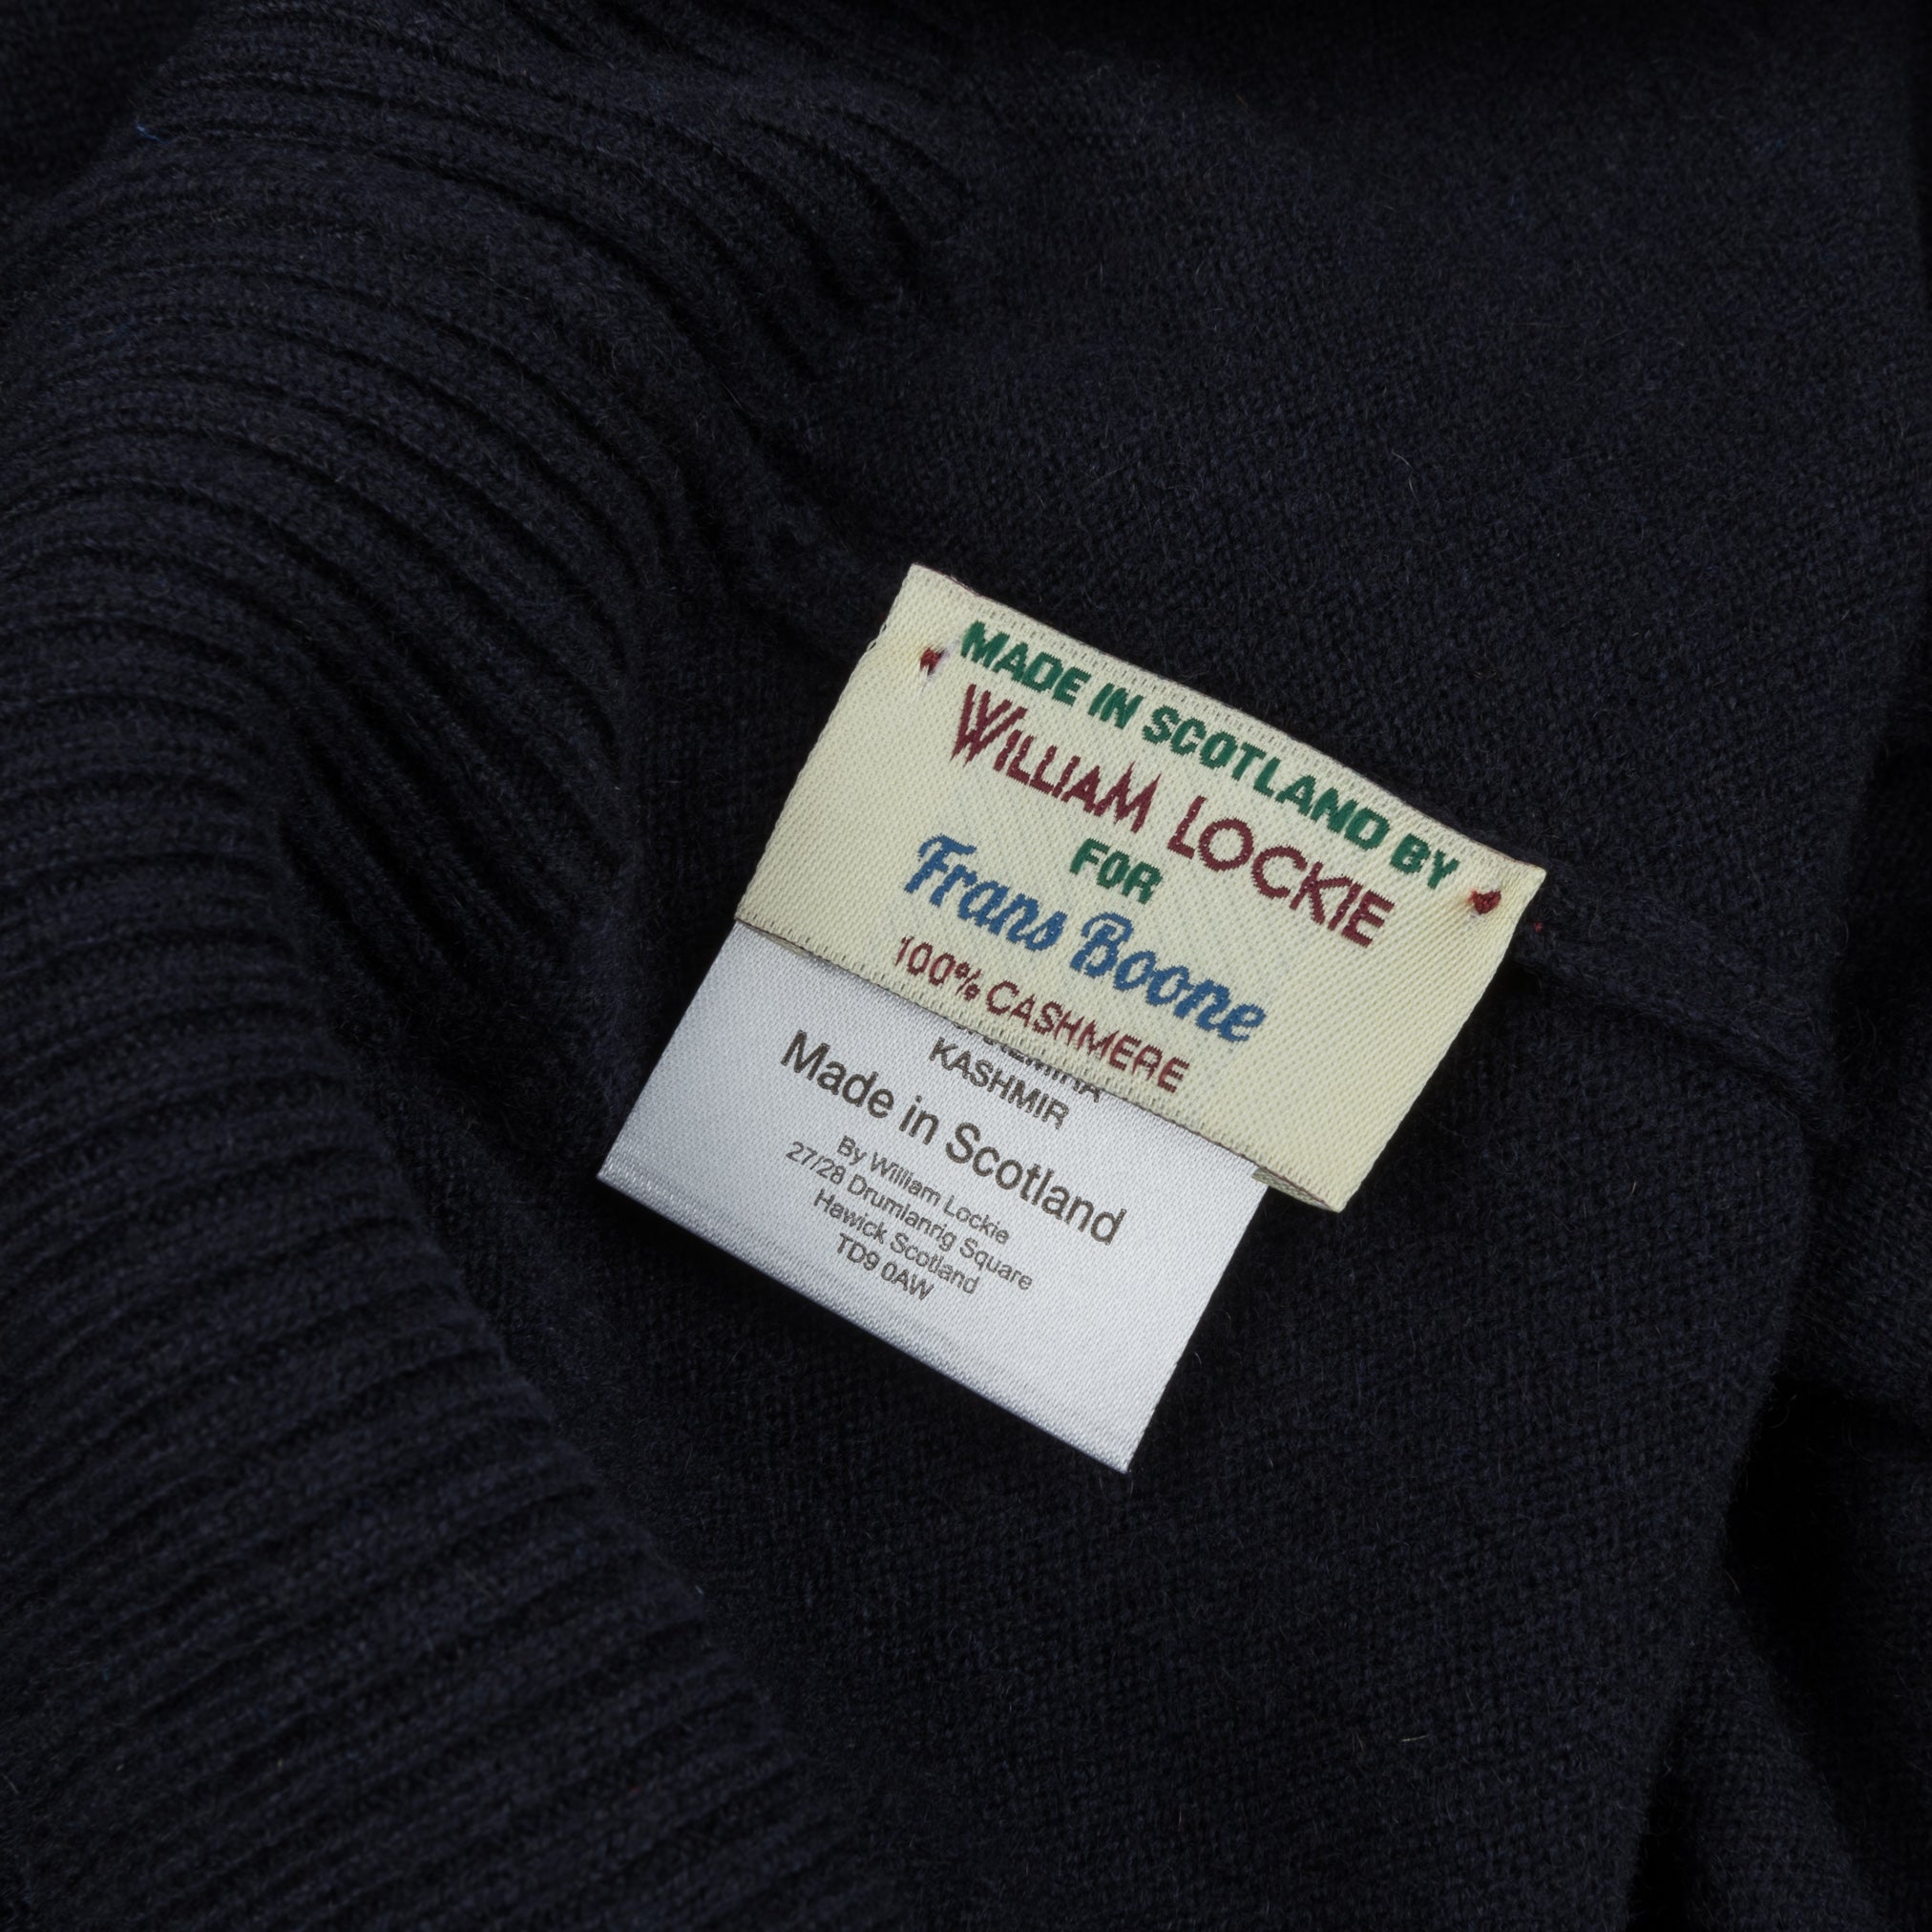 MADE IN SCOTLAND BY
WILLIAM LOCKIE
FOR
Frans Boone
100% CASHMERE
KASHMIR
Made in Scotland
By William Lockie
27/28 Drumlanrig Square
Hawick Scotland
TD9 0AW